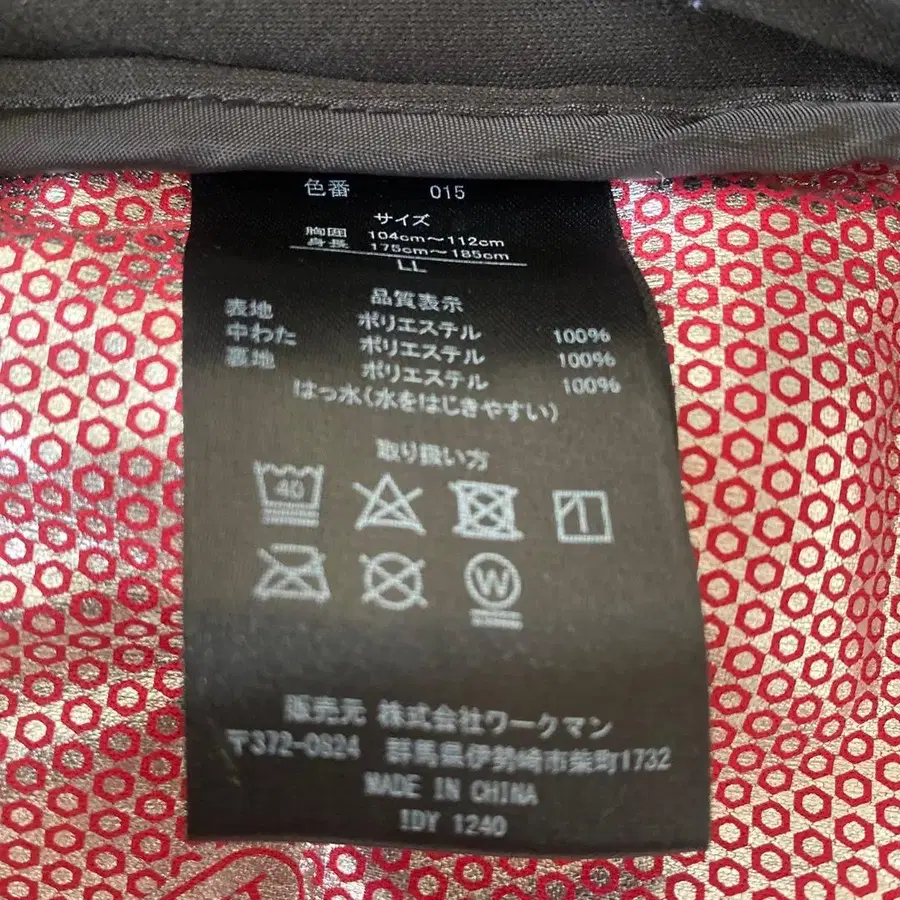 色番 015
サイズ
胸囲 104cm～112cm
身長 175cm～185cm
LL
品質表示
表地 ポリエステル 100%
中わた ポリエステル 100%
裏地 ポリエステル 100%
はっ水(水をはじきやすい)
取り扱い方
40
W
販売元 株式会社ワークマン
〒372-0824 群馬県伊勢崎市柴町1732
MADE IN CHINA
IDY 1240